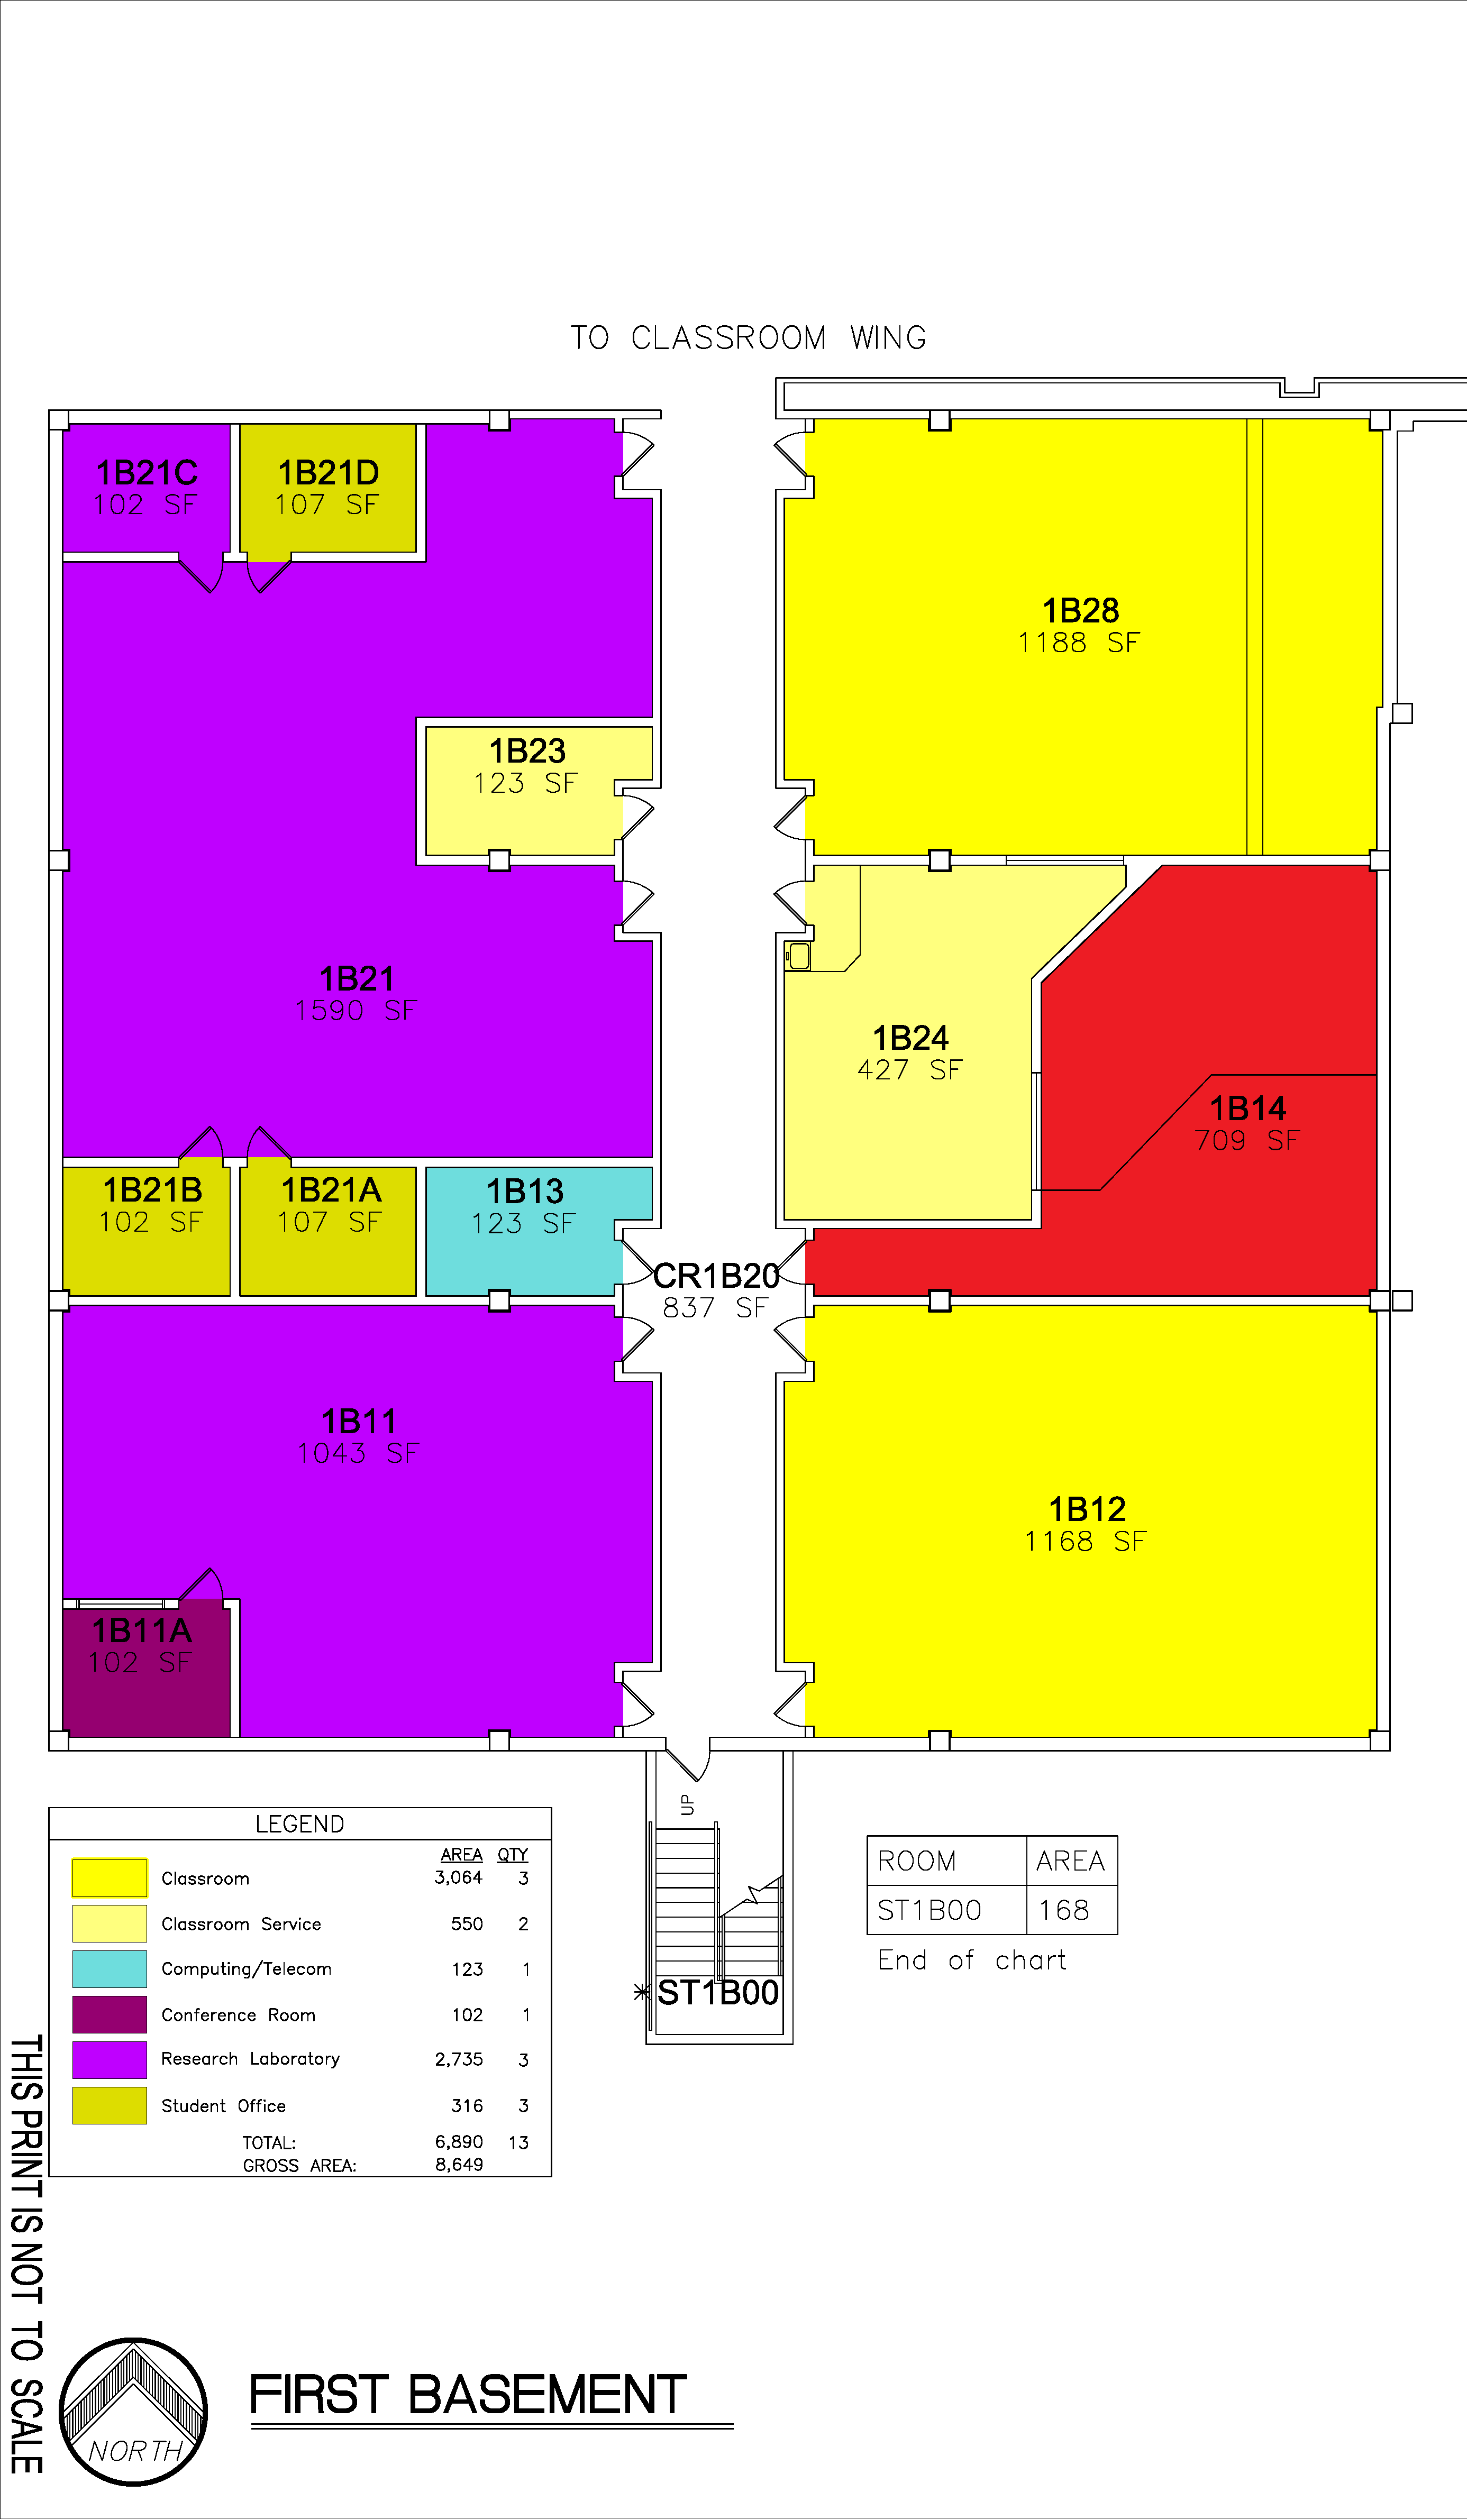 TO CLASSROOM WING
1B21C
102 SF
1B21D
107 SF
1B28
1188 SF
1B23
123 SF
1B21
1590 SF
1B24
427 SF
1B14
709 SF
1B21B
102 SF
1B21A
107 SF
1B13
123 SF
CR1B20
837 SF
1B11
1043 SF
1B12
1168 SF
1B11A
102 SF
UP
*ST1B00
LEGEND
AREA QTY
Classroom 3,064 3
Classroom Service 550 2
Computing/Telecom 123 1
Conference Room 102 1
Research Laboratory 2,735 3
Student Office 316 3
TOTAL: 6,890 13
GROSS AREA: 8,649
ROOM AREA
ST1B00 168
End of chart
THIS PRINT IS NOT TO SCALE
NORTH
FIRST BASEMENT